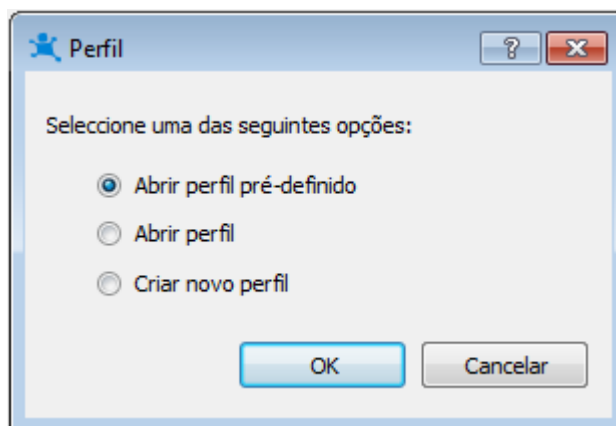 Perfil
Seleccione uma das seguintes opções:
Abrir perfil pré-definido
Abrir perfil
Criar novo perfil
OK
Cancelar